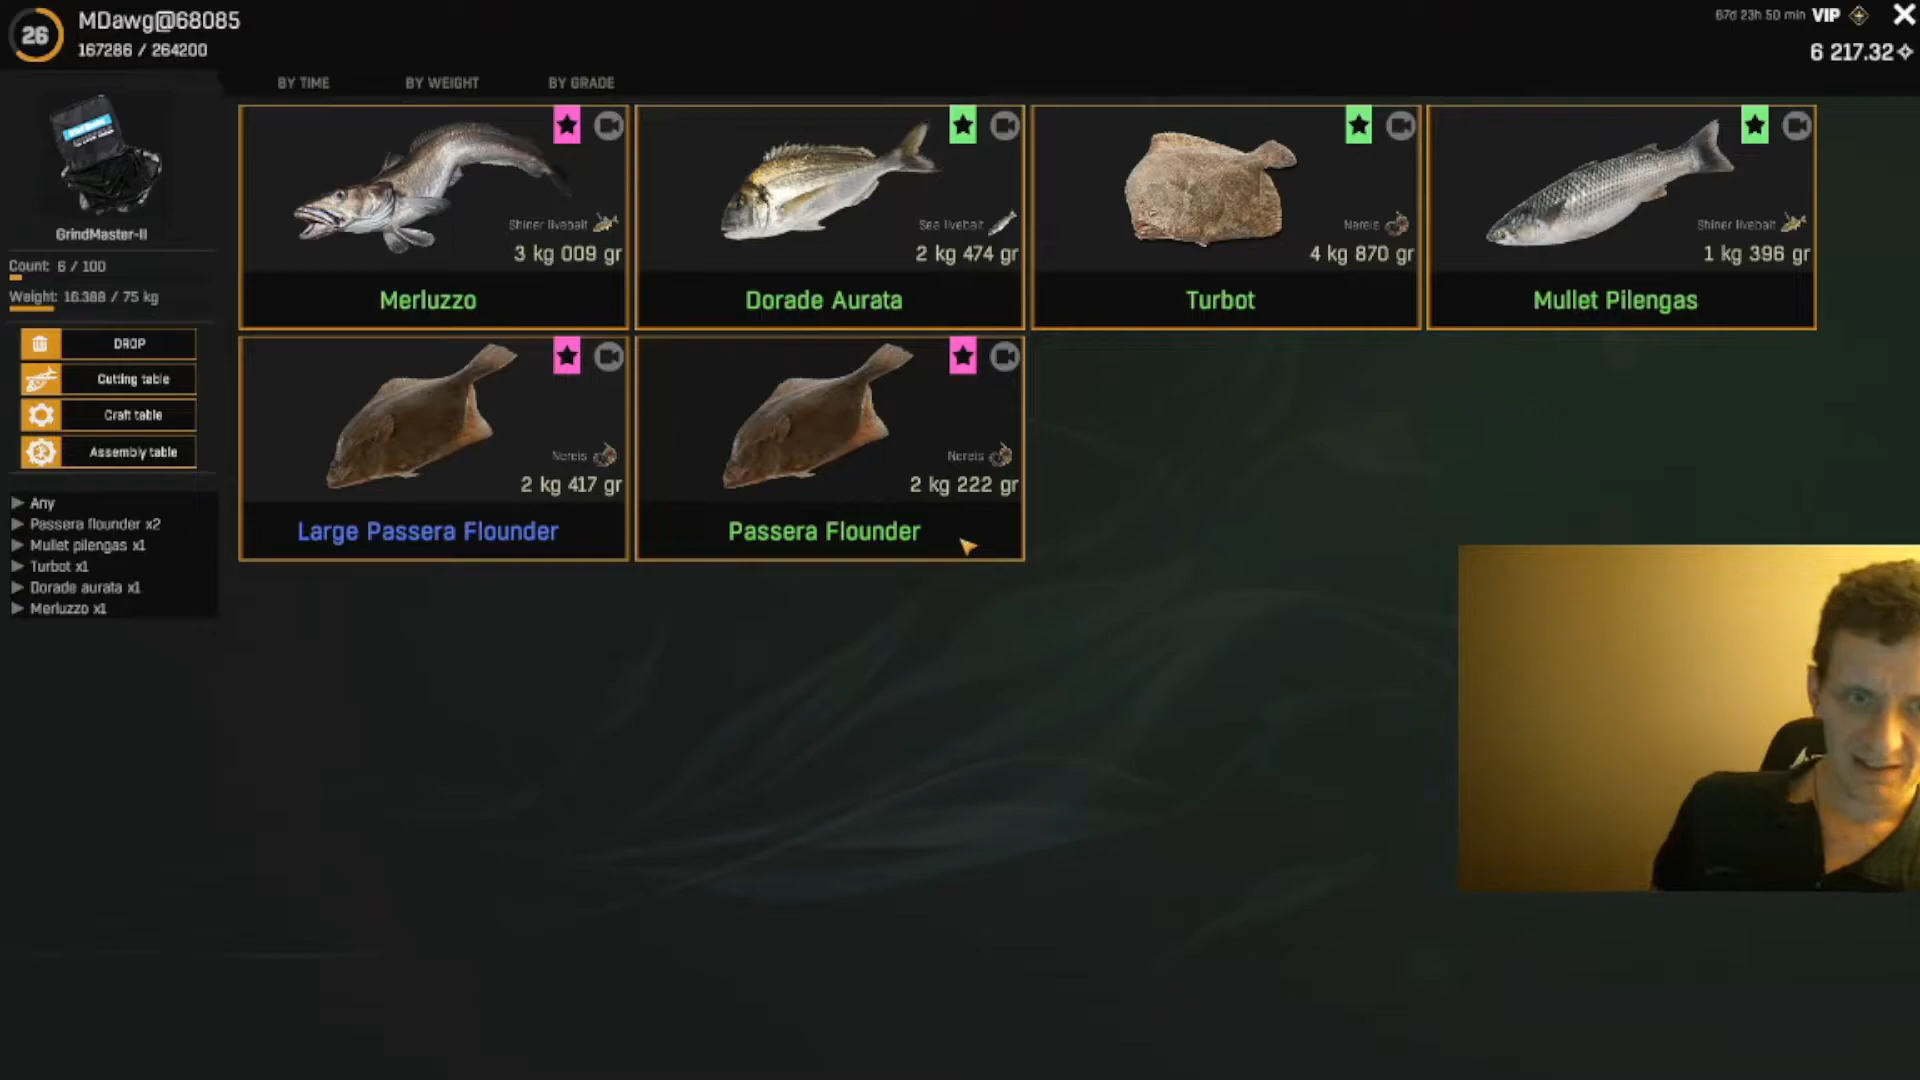 26
MDawg@68085
167286 / 264200
67d 23h 50 min VIP
6 217.32
BY TIME
BY WEIGHT
BY GRADE
GrindMaster-II
Count: 6 / 100
Weight: 16.388 / 75 kg
DROP
Cutting table
Craft table
Assembly table
Any
Passera flounder x2
Mullet pilengas x1
Turbot x1
Dorade aurata x1
Merluzzo x1
Shiner livebait
3 kg 009 gr
Merluzzo
Sea livebait
2 kg 474 gr
Dorade Aurata
Nereis
4 kg 870 gr
Turbot
Shiner livebait
1 kg 396 gr
Mullet Pilengas
Nereis
2 kg 417 gr
Large Passera Flounder
Nereis
2 kg 222 gr
Passera Flounder